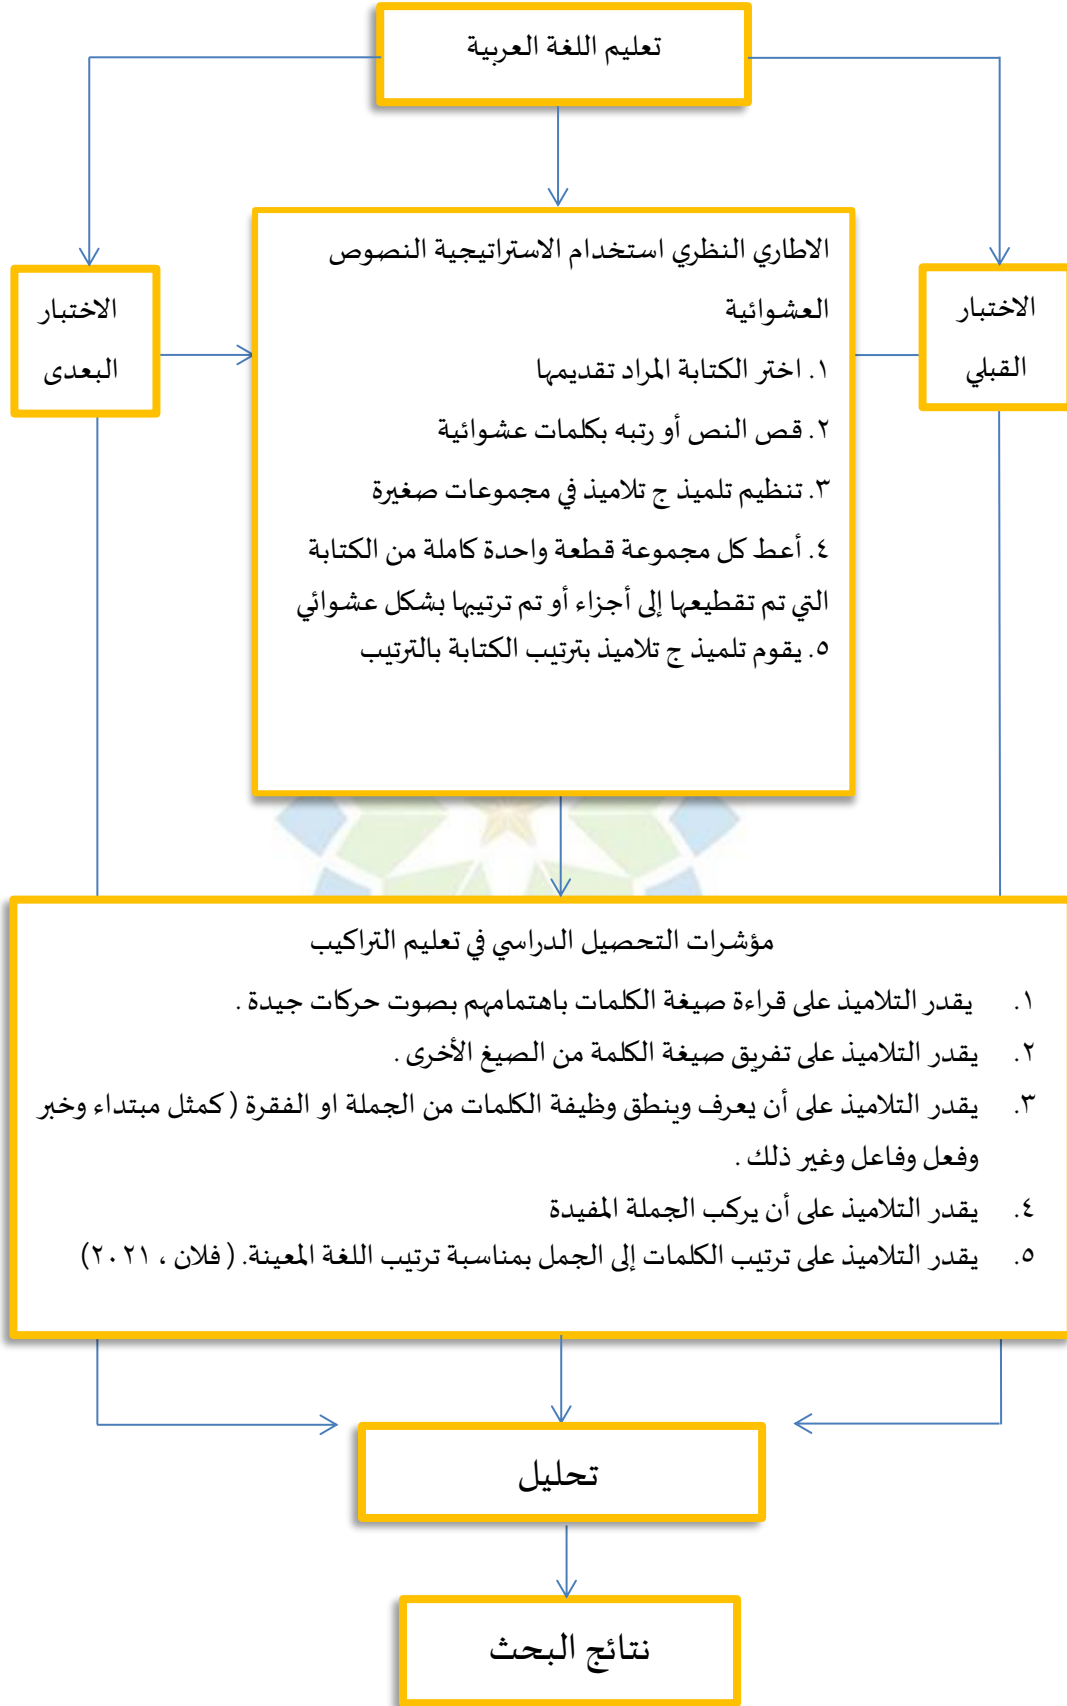 تعليم اللغة العربية
الاطاري النظري استخدام الاستراتيجية النصوص
العشوائية
١. اختر الكتابة المراد تقديمها
٢. قص النص أو رتبه بكلمات عشوائية
٣. تنظيم تلميذ ج تلاميذ في مجموعات صغيرة
٤. أعط كل مجموعة قطعة واحدة كاملة من الكتابة
التي تم تقطيعها إلى أجزاء أو تم ترتيبها بشكل عشوائي
٥. يقوم تلميذ ج تلاميذ بترتيب الكتابة بالترتيب
الاختبار
القبلي
الاختبار
البعدى
مؤشرات التحصيل الدراسي في تعليم التراكيب
١. يقدر التلاميذ على قراءة صيغة الكلمات باهتمامهم بصوت حركات جيدة .
٢. يقدر التلاميذ على تفريق صيغة الكلمة من الصيغ الأخرى .
٣. يقدر التلاميذ على أن يعرف وينطق وظيفة الكلمات من الجملة او الفقرة ( كمثل مبتداء وخبر
وفعل وفاعل وغير ذلك .
٤. يقدر التلاميذ على أن يركب الجملة المفيدة
٥. يقدر التلاميذ على ترتيب الكلمات إلى الجمل بمناسبة ترتيب اللغة المعينة. ( فلان ، ٢٠٢١)
تحليل
نتائج البحث